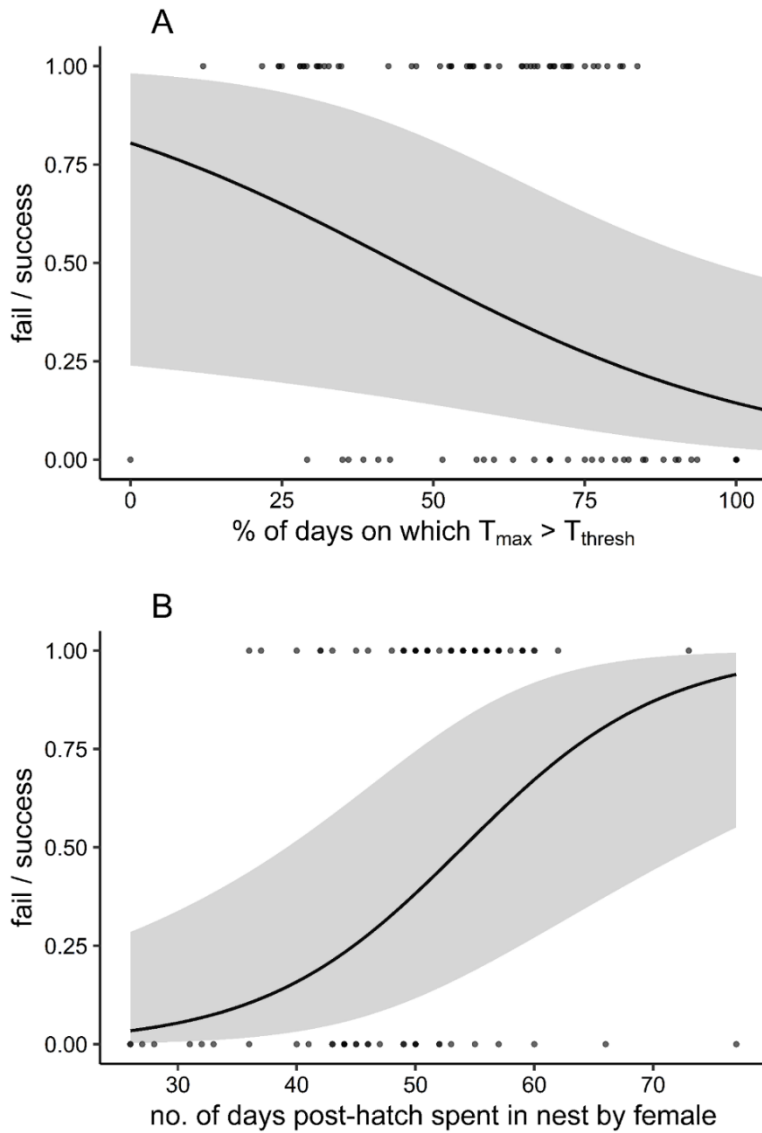 A
1.00
0.75
0.50
0.25
0.00
fail / success
0 25 50 75 100
% of days on which Tmax > Tthresh
B
1.00
0.75
0.50
0.25
0.00
fail / success
30 40 50 60 70
no. of days post-hatch spent in nest by female